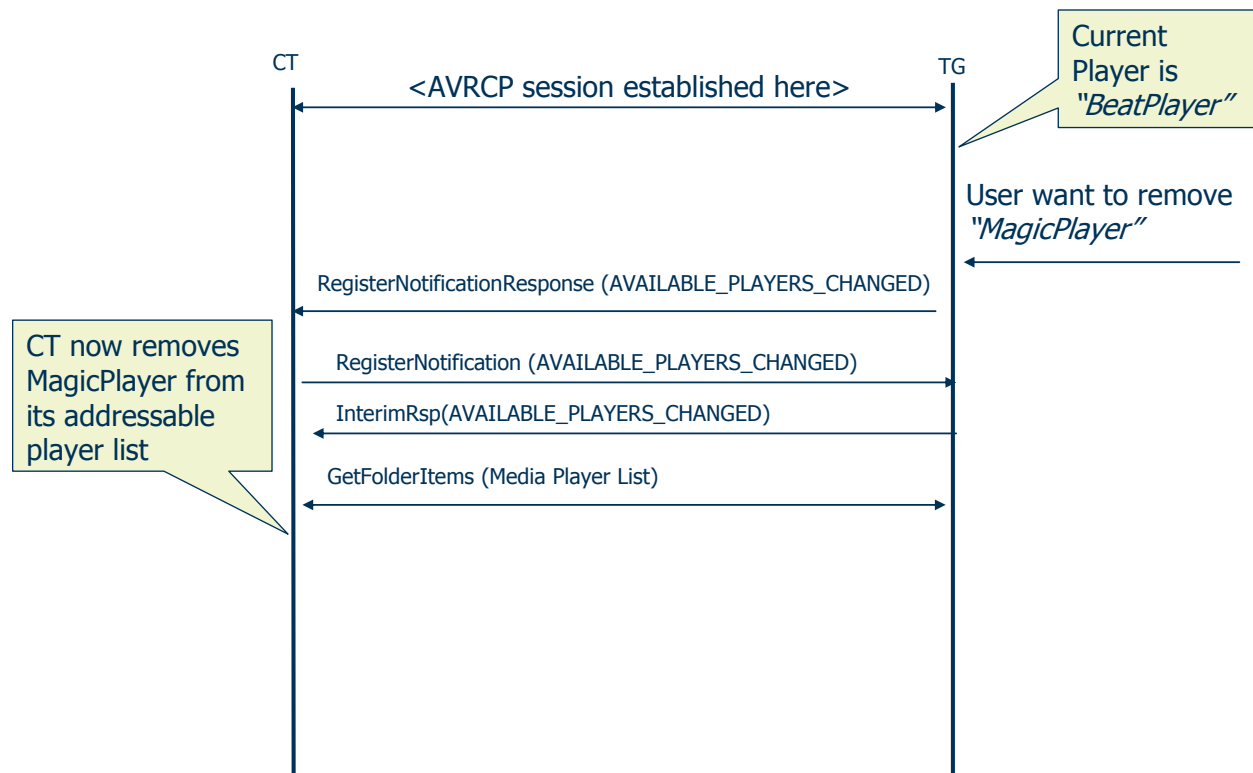 Current
Player is
“BeatPlayer”
CT
TG
<AVRCP session established here>
User want to remove
“MagicPlayer”
RegisterNotificationResponse (AVAILABLE_PLAYERS_CHANGED)
CT now removes
MagicPlayer from
its addressable
player list
RegisterNotification (AVAILABLE_PLAYERS_CHANGED)
InterimRsp(AVAILABLE_PLAYERS_CHANGED)
GetFolderItems (Media Player List)